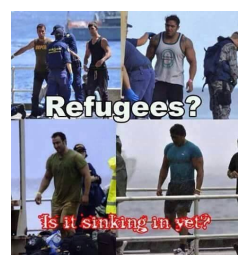 Refugees?
Is it sinking in yet?